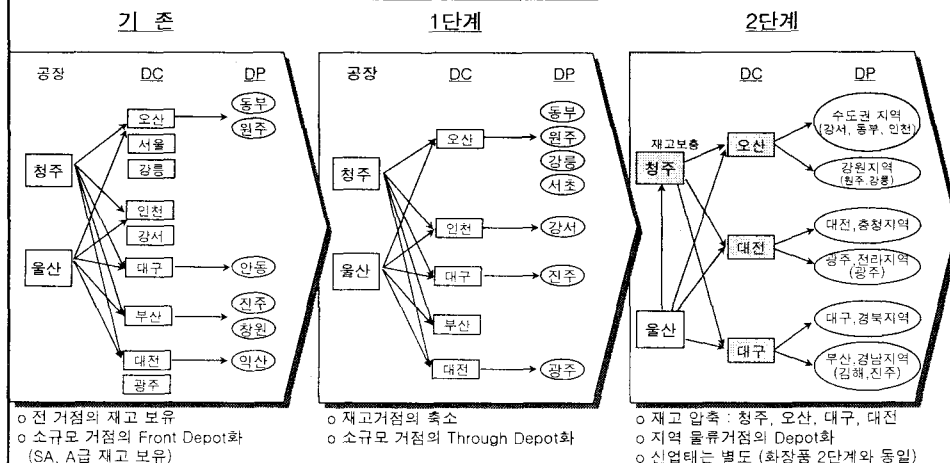 기 존
공장 DC DP
청주
울산
오산
서울
강릉
인천
강서
대구
부산
대전
광주
동부
원주
안동
진주
창원
익산
o 전 거점의 재고 보유
o 소규모 거점의 Front Depot화
(SA, A급 재고 보유)
1단계
공장 DC DP
청주
울산
오산
인천
대구
부산
대전
동부
원주
강릉
서초
강서
진주
광주
o 재고거점의 축소
o 소규모 거점의 Through Depot화
2단계
DC DP
재고보충
청주
울산
오산
대전
대구
수도권 지역
(강서, 동부, 인천)
강원지역
(원주,강릉)
대전,충청지역
광주,전라지역
(광주)
대구,경북지역
부산,경남지역
(김해,진주)
o 재고 압축 : 청주, 오산, 대구, 대전
o 지역 물류거점의 Depot화
o 신업태는 별도 (화장품 2단계와 동일)